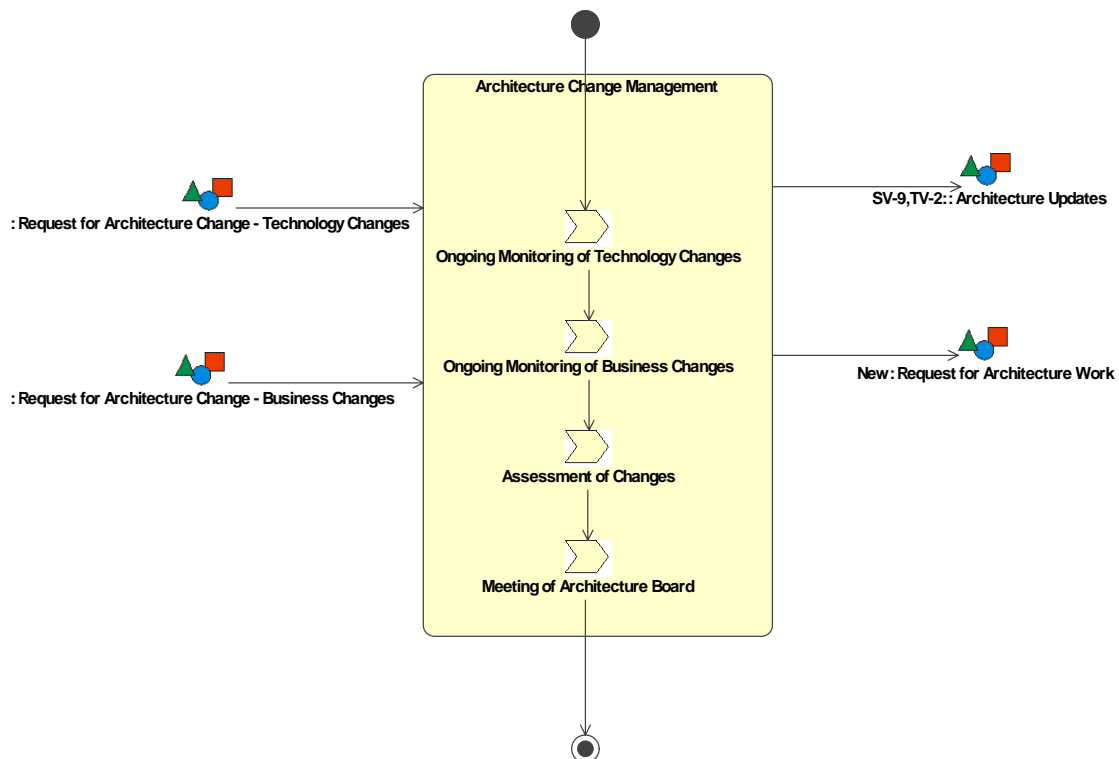 Architecture Change Management
: Request for Architecture Change - Technology Changes
SV-9,TV-2: : Architecture Updates
Ongoing Monitoring of Technology Changes
Ongoing Monitoring of Business Changes
New : Request for Architecture Work
: Request for Architecture Change - Business Changes
Assessment of Changes
Meeting of Architecture Board